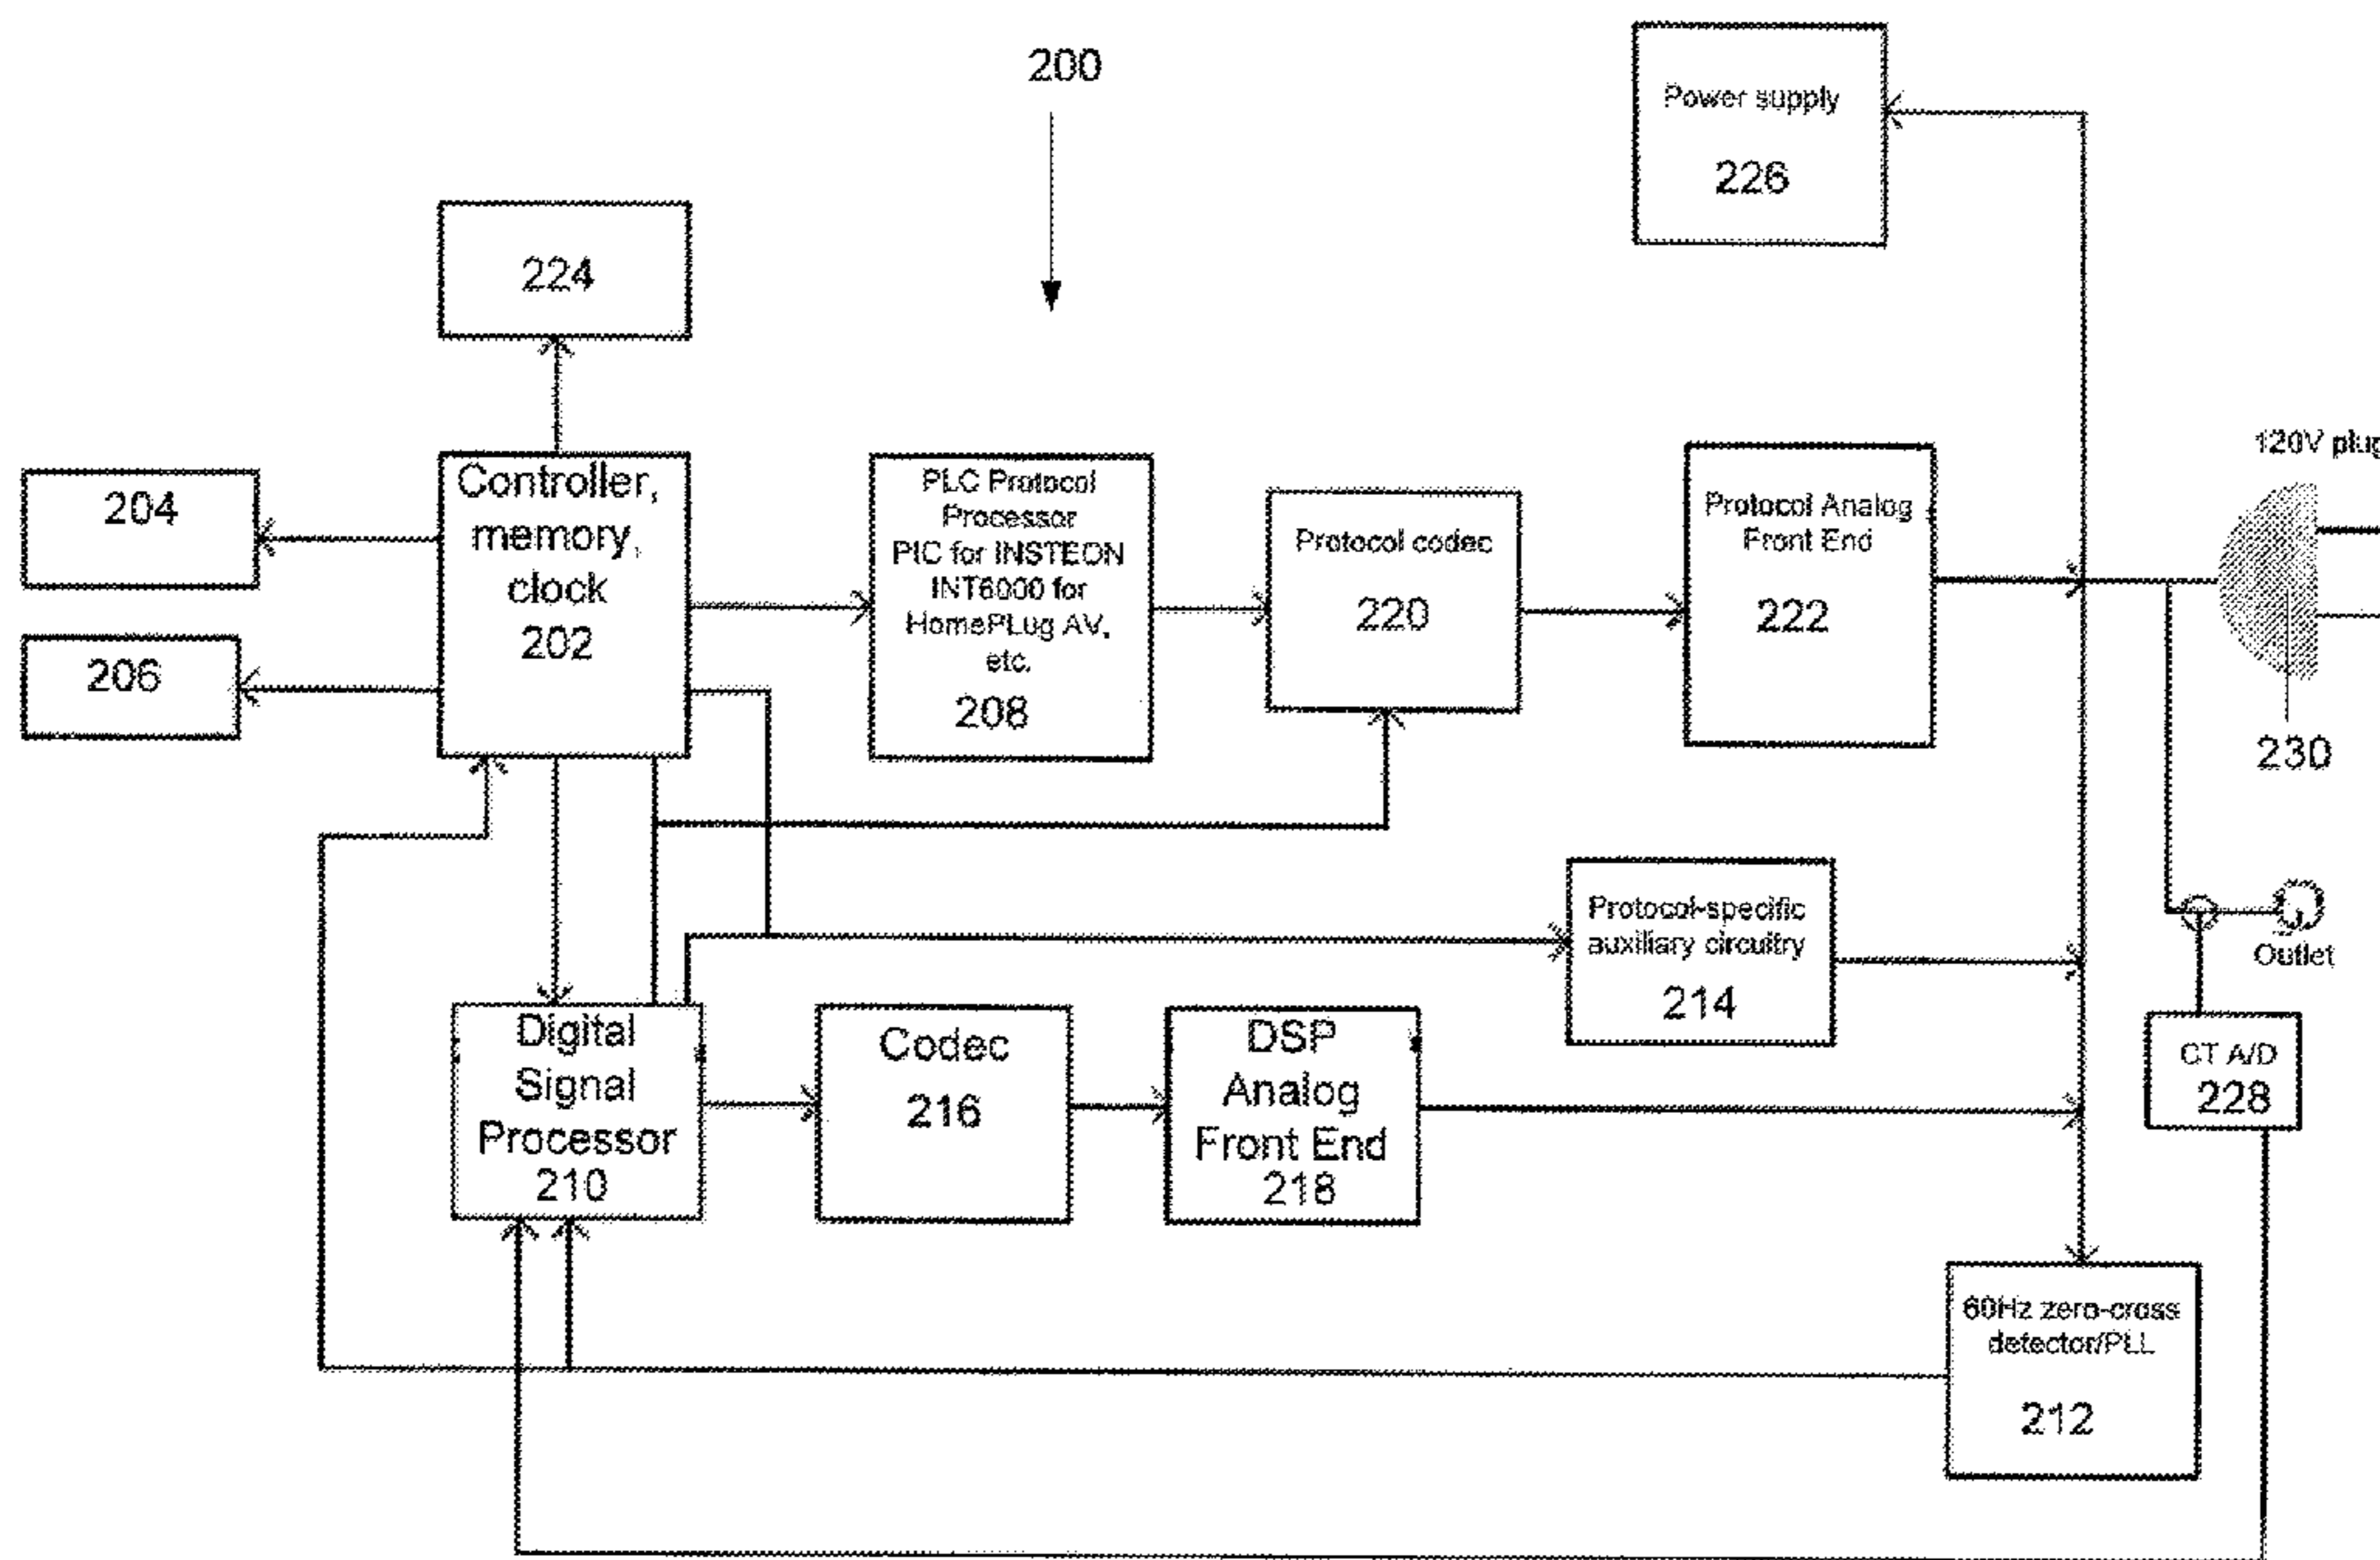 200
Power supply
226
224
120V plug
204
Controller,
memory,
clock
202
206
PLC Protocol
Processor
PIC for INSTEON
INT6000 for
HomePLug AV,
etc.
208
Protocol codec
220
Protocol Analog
Front End
222
230
Protocol-specific
auxiliary circuitry
214
Outlet
Digital
Signal
Processor
210
Codec
216
DSP
Analog
Front End
218
CT A/D
228
60Hz zero-cross
detector/PLL
212